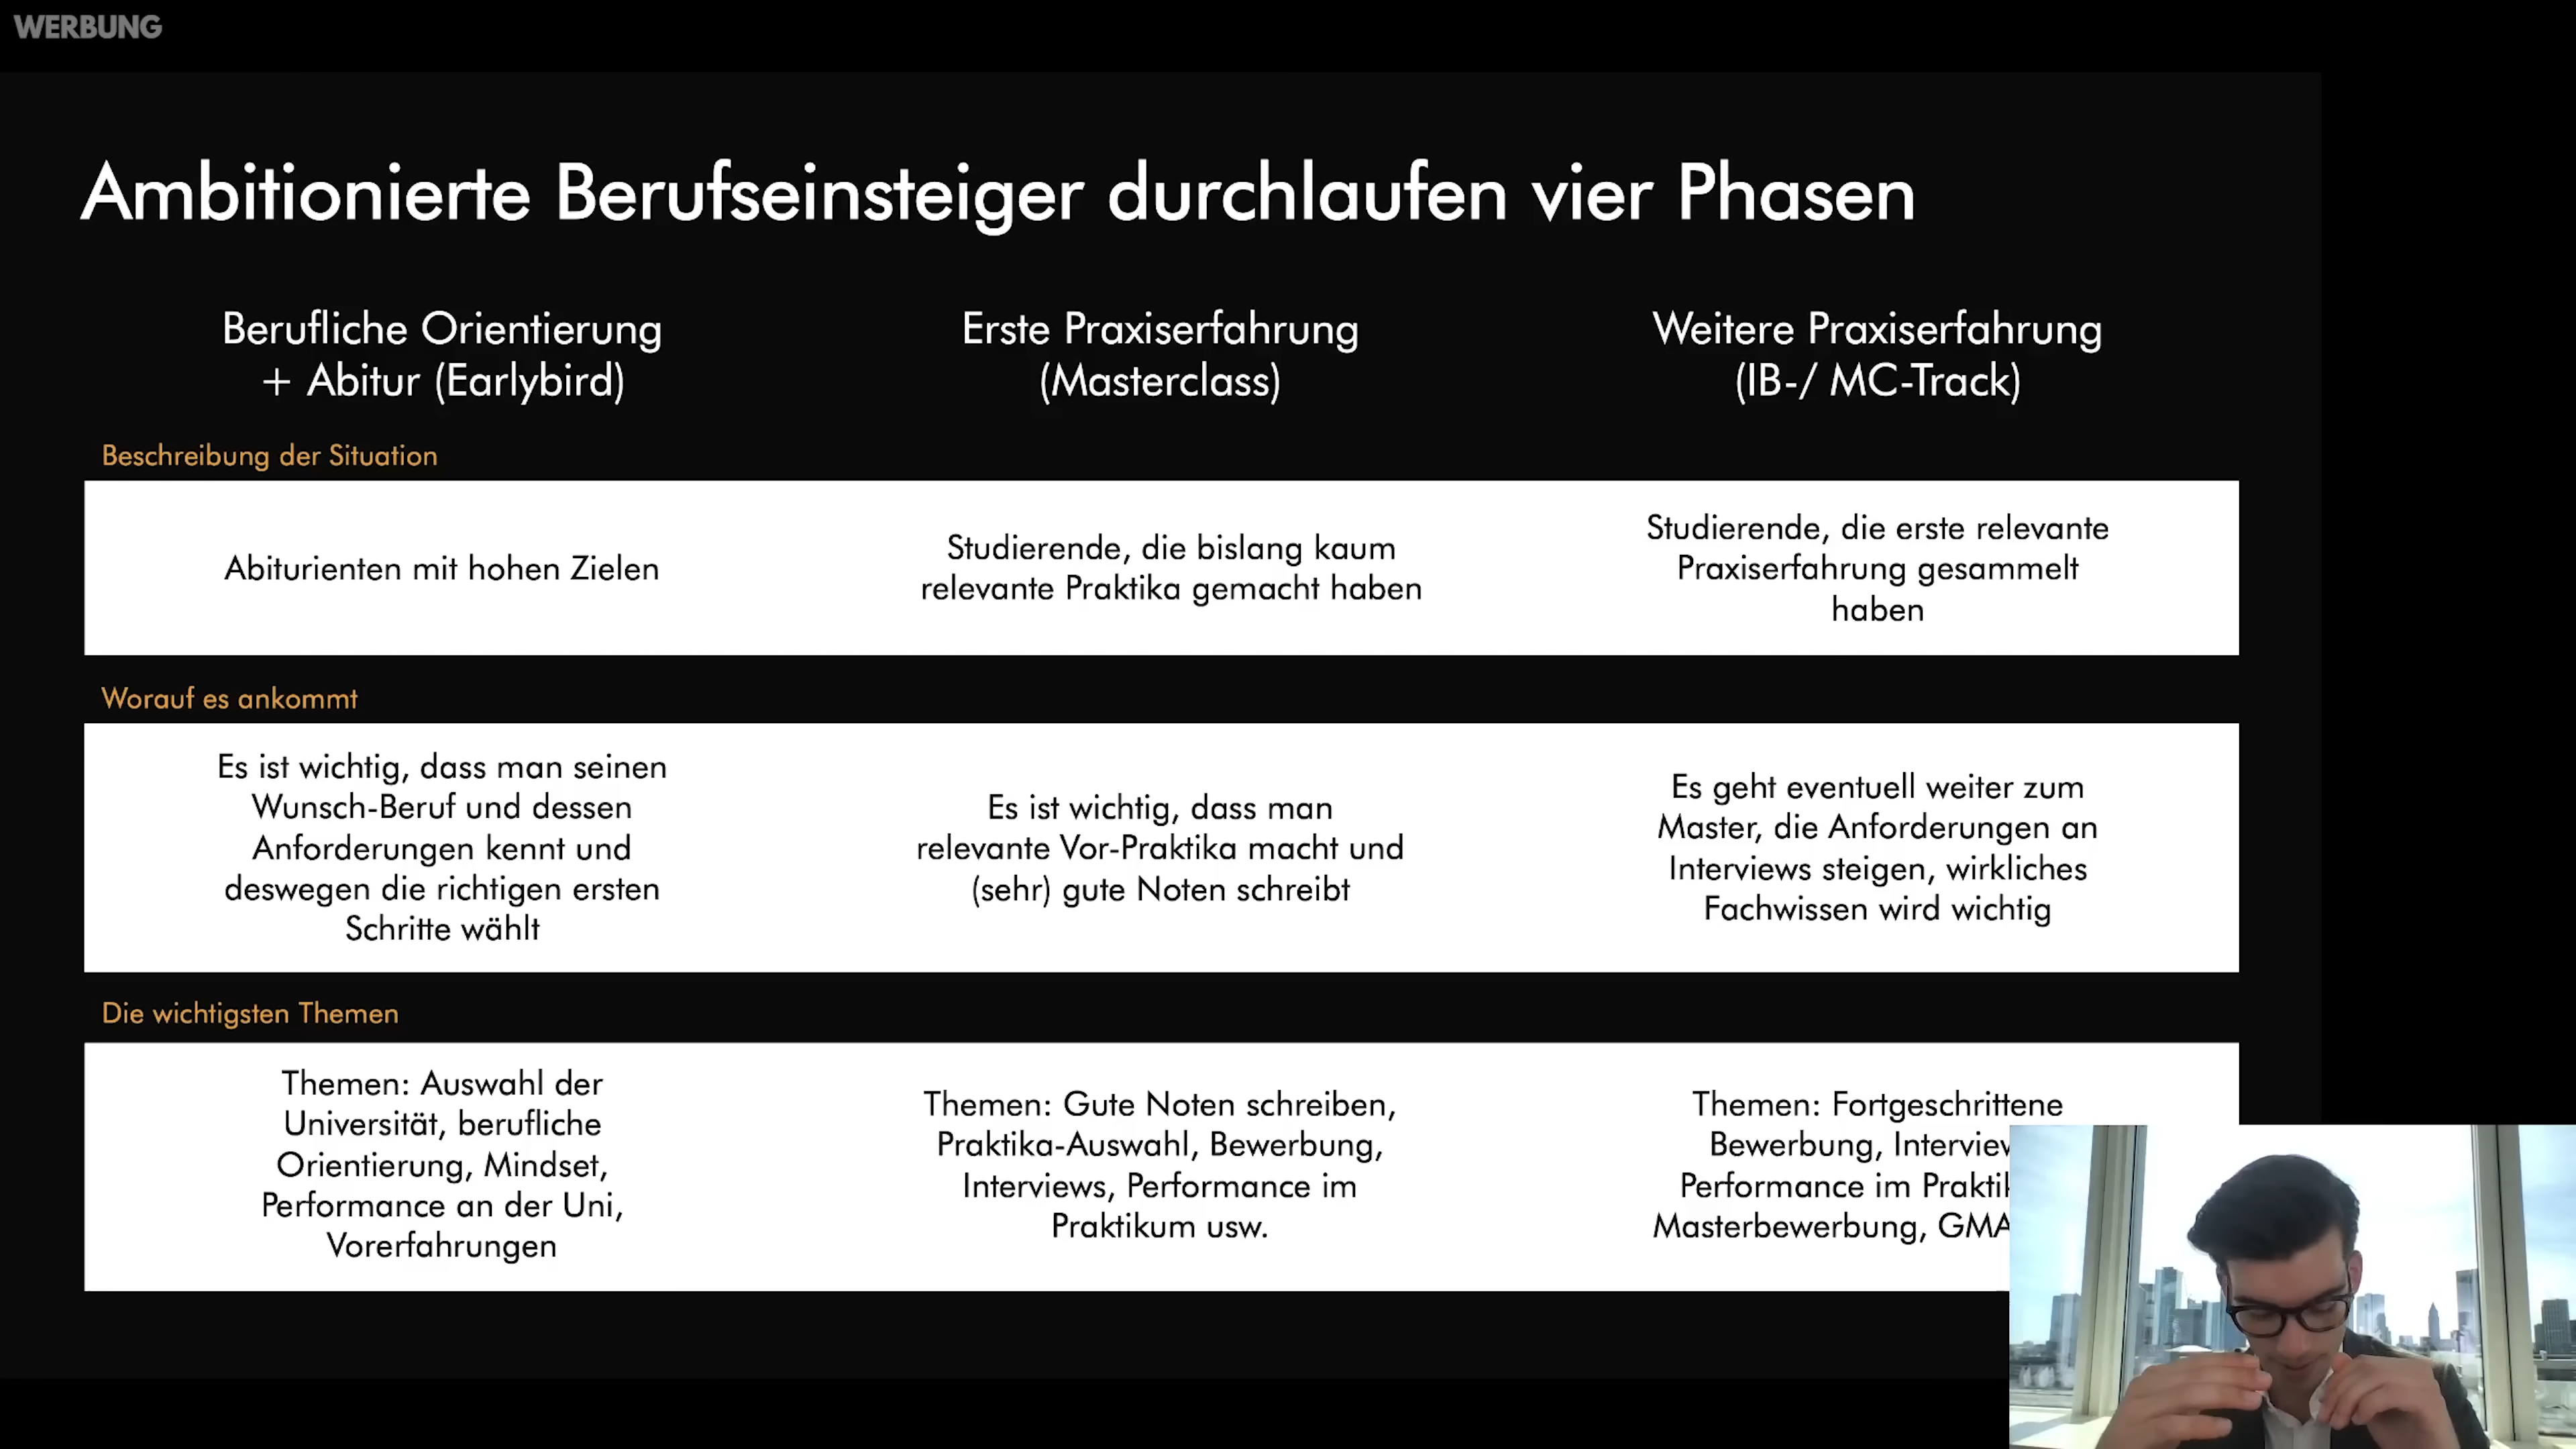 WERBUNG
Ambitionierte Berufseinsteiger durchlaufen vier Phasen
Berufliche Orientierung
+ Abitur (Earlybird)
Erste Praxiserfahrung
(Masterclass)
Weitere Praxiserfahrung
(IB-/ MC-Track)
Beschreibung der Situation
Abiturienten mit hohen Zielen
Studierende, die bislang kaum
relevante Praktika gemacht haben
Studierende, die erste relevante
Praxiserfahrung gesammelt
haben
Worauf es ankommt
Es ist wichtig, dass man seinen
Wunsch-Beruf und dessen
Anforderungen kennt und
deswegen die richtigen ersten
Schritte wählt
Es ist wichtig, dass man
relevante Vor-Praktika macht und
(sehr) gute Noten schreibt
Es geht eventuell weiter zum
Master, die Anforderungen an
Interviews steigen, wirkliches
Fachwissen wird wichtig
Die wichtigsten Themen
Themen: Auswahl der
Universität, berufliche
Orientierung, Mindset,
Performance an der Uni,
Vorerfahrungen
Themen: Gute Noten schreiben,
Praktika-Auswahl, Bewerbung,
Interviews, Performance im
Praktikum usw.
Themen: Fortgeschrittene
Bewerbung,
Performance im
Masterbewerbung,